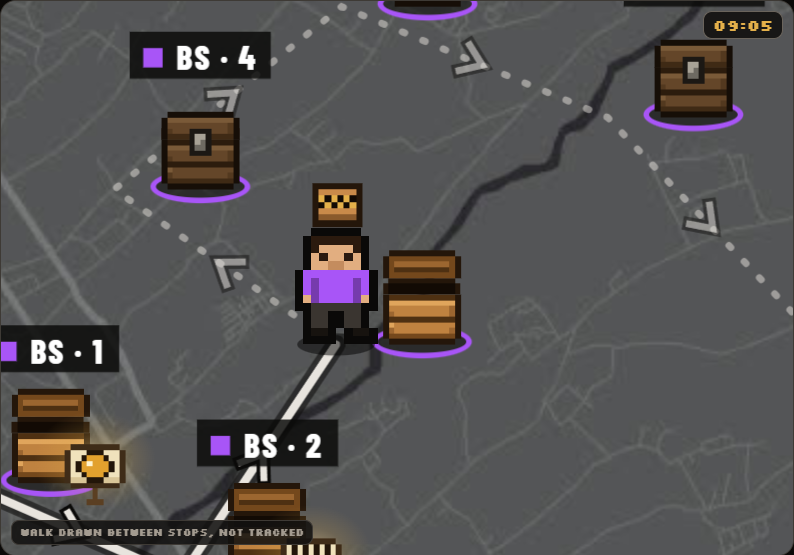 09:05
BS · 4
BS · 1
BS · 2
WALK DRAWN BETWEEN STOPS, NOT TRACKED